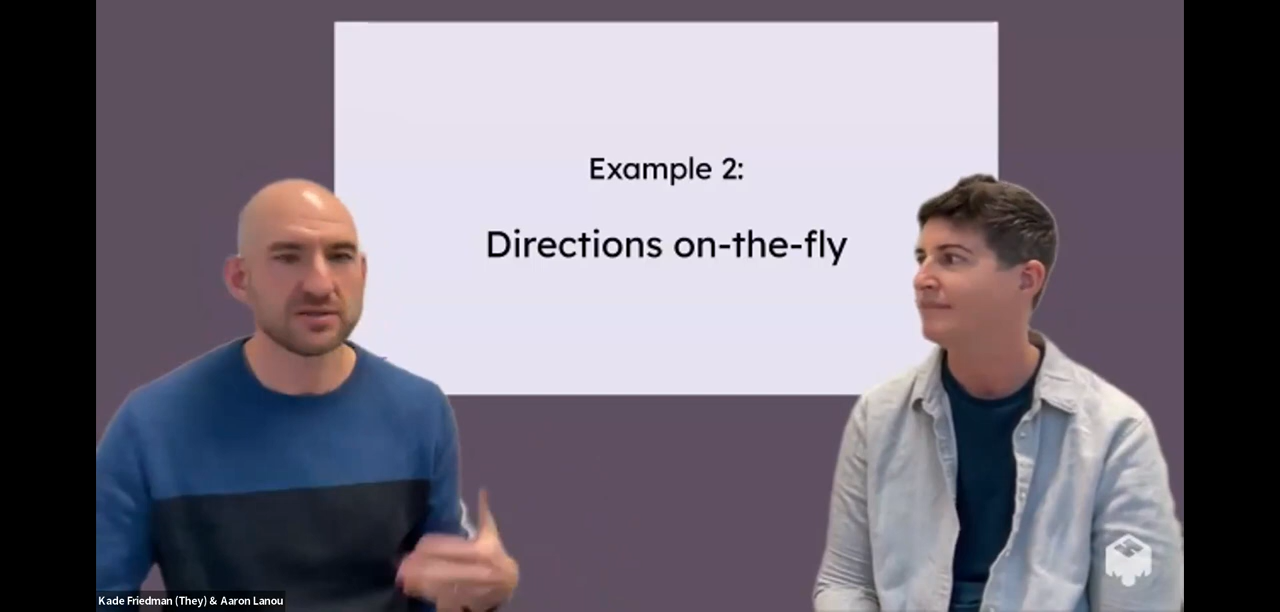 Example 2:
Directions on-the-fly
Kade Friedman (They) & Aaron Lanou